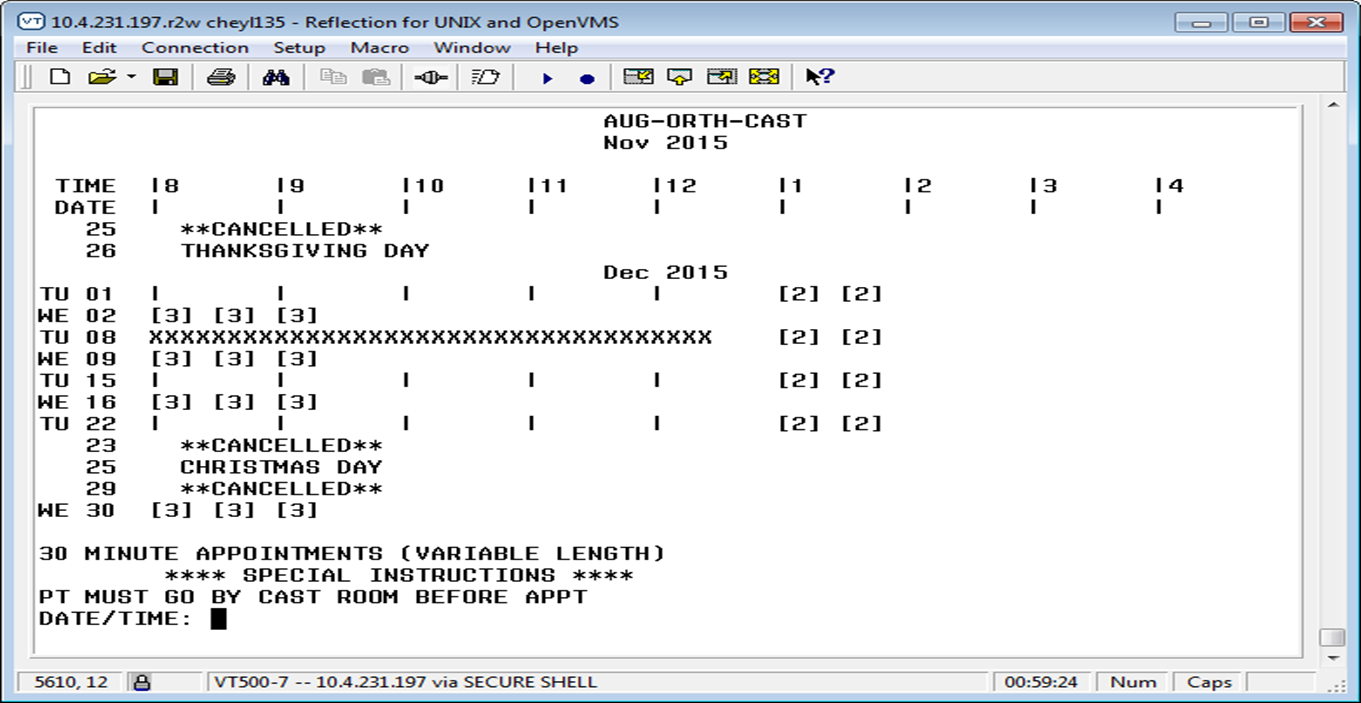 VT 10.4.231.197.r2w cheyl135 - Reflection for UNIX and OpenVMS
File Edit Connection Setup Macro Window Help
AUG-ORTH-CAST
Nov 2015
TIME |8 |9 |10 |11 |12 |1 |2 |3 |4
DATE | | | | | | | | |
25 **CANCELLED**
26 THANKSGIVING DAY
Dec 2015
TU 01 | | | | | [2] [2]
WE 02 [3] [3] [3]
TU 08 XXXXXXXXXXXXXXXXXXXXXXXXXXXXXXXXXXXX [2] [2]
WE 09 [3] [3] [3]
TU 15 | | | | | [2] [2]
WE 16 [3] [3] [3]
TU 22 | | | | | [2] [2]
23 **CANCELLED**
25 CHRISTMAS DAY
29 **CANCELLED**
WE 30 [3] [3] [3]
30 MINUTE APPOINTMENTS (VARIABLE LENGTH)
**** SPECIAL INSTRUCTIONS ****
PT MUST GO BY CAST ROOM BEFORE APPT
DATE/TIME:
5610, 12 VT500-7 -- 10.4.231.197 via SECURE SHELL 00:59:24 Num Caps